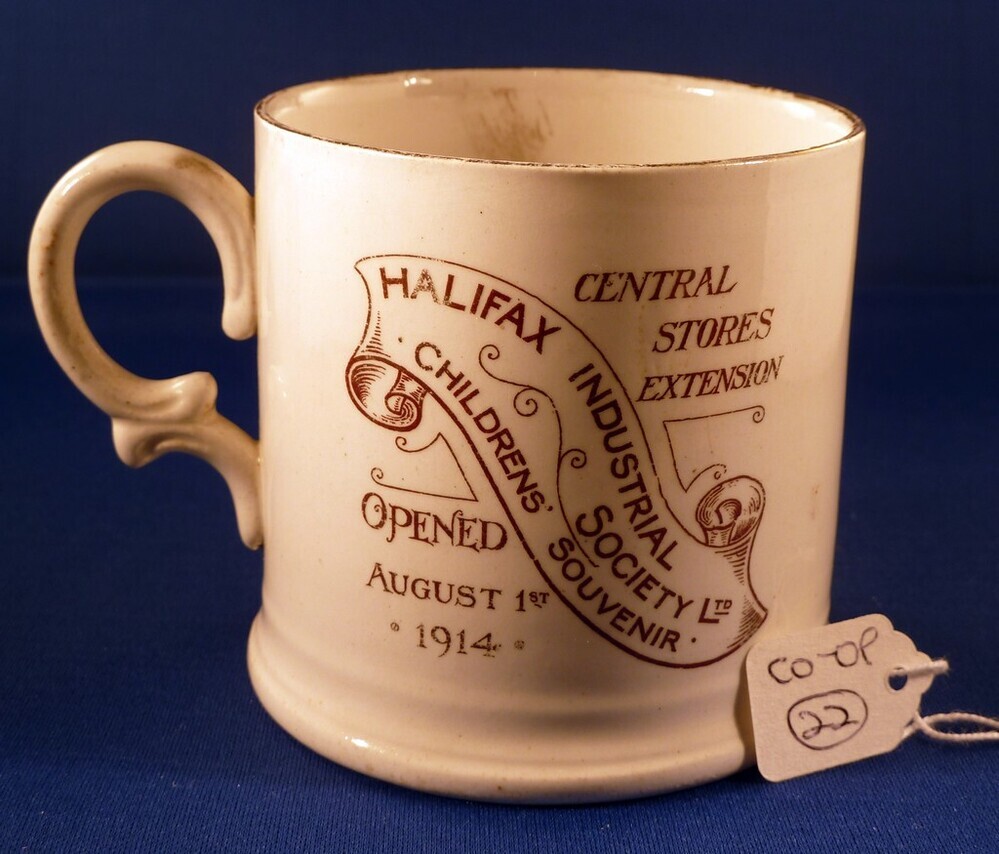 HALIFAX INDUSTRIAL SOCIETY LTD
CHILDRENS' SOUVENIR
CENTRAL
STORES
EXTENSION
OPENED
AUGUST 1ST
1914
CO-OP
22